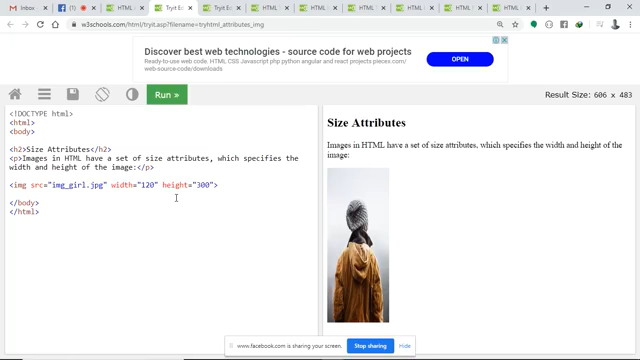 Inbox
HTML
Tryit E
HTML
Tryit E
HTML
HTML
HTML
HTML
HTML
w3schools.com/html/tryit.asp?filename=tryhtml_attributes_img
Discover best web technologies - source code for web projects
Ready-to-use web code. HTML CSS Javascript php python angular and react projects pieces.com/
web-source-code/downloads
OPEN
Run »
Result Size: 606 x 483
<!DOCTYPE html>
<html>
<body>
<h2>Size Attributes</h2>
<p>Images in HTML have a set of size attributes, which specifies the
width and height of the image:</p>
<img src="img_girl.jpg" width="120" height="300">
</body>
</html>
Size Attributes
Images in HTML have a set of size attributes, which specifies the width and height of the
image:
www.facebook.com is sharing your screen.
Stop sharing
Hide